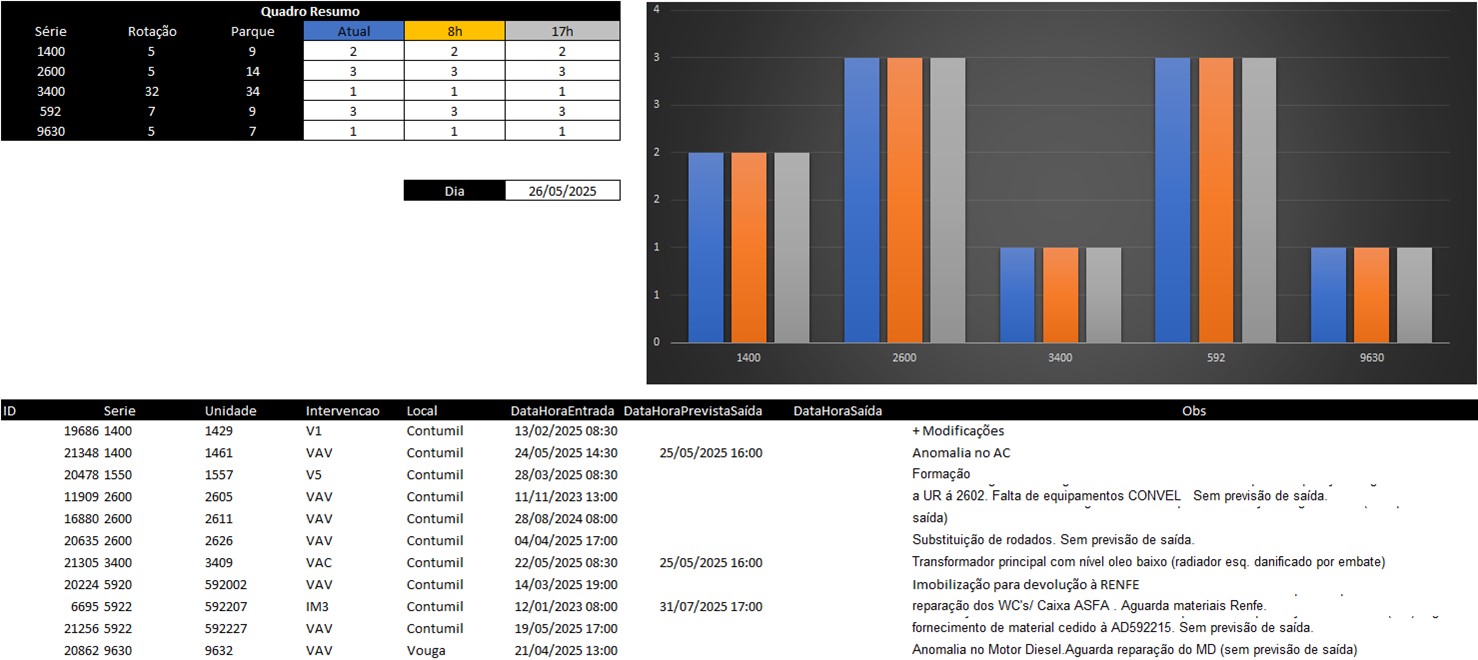 Quadro Resumo
Série Rotação Parque Atual 8h 17h
1400 5 9 2 2 2
2600 5 14 3 3 3
3400 32 34 1 1 1
592 7 9 3 3 3
9630 5 7 1 1 1
Dia 26/05/2025
4
3
3
2
2
1
1
0
1400 2600 3400 592 9630
ID Serie Unidade Intervencao Local DataHoraEntrada DataHoraPrevistaSaída DataHoraSaída Obs
19686 1400 1429 V1 Contumil 13/02/2025 08:30 + Modificações
21348 1400 1461 VAV Contumil 24/05/2025 14:30 25/05/2025 16:00 Anomalia no AC
20478 1550 1557 V5 Contumil 28/03/2025 08:30 Formação
11909 2600 2605 VAV Contumil 11/11/2023 13:00 a UR á 2602. Falta de equipamentos CONVEL Sem previsão de saída.
16880 2600 2611 VAV Contumil 28/08/2024 08:00 saída)
20635 2600 2626 VAV Contumil 04/04/2025 17:00 Substituição de rodados. Sem previsão de saída.
21305 3400 3409 VAC Contumil 22/05/2025 08:30 25/05/2025 16:00 Transformador principal com nível oleo baixo (radiador esq. danificado por embate)
20224 5920 592002 VAV Contumil 14/03/2025 19:00 Imobilização para devolução à RENFE
6695 5922 592207 IM3 Contumil 12/01/2023 08:00 31/07/2025 17:00 reparação dos WC's/ Caixa ASFA . Aguarda materiais Renfe.
21256 5922 592227 VAV Contumil 19/05/2025 17:00 fornecimento de material cedido à AD592215. Sem previsão de saída.
20862 9630 9632 VAV Vouga 21/04/2025 13:00 Anomalia no Motor Diesel.Aguarda reparação do MD (sem previsão de saída)